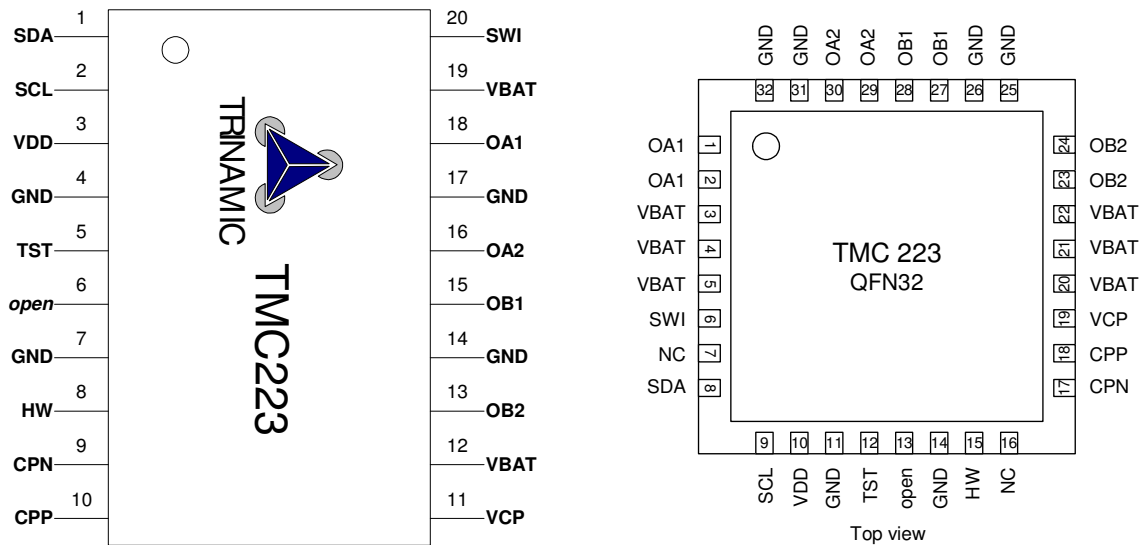 1
SDA
2
SCL
3
VDD
4
GND
5
TST
6
open
7
GND
8
HW
9
CPN
10
CPP
TRINAMIC
TMC223
20
SWI
19
VBAT
18
OA1
17
GND
16
OA2
15
OB1
14
GND
13
OB2
12
VBAT
11
VCP
GND GND OA2 OA2 OB1 OB1 GND GND
32 31 30 29 28 27 26 25
OA1 1
OA1 2
VBAT 3
VBAT 4
VBAT 5
SWI 6
NC 7
SDA 8
TMC 223
QFN32
24 OB2
23 OB2
22 VBAT
21 VBAT
20 VBAT
19 VCP
18 CPP
17 CPN
9 10 11 12 13 14 15 16
SCL VDD GND TST open GND HW NC
Top view